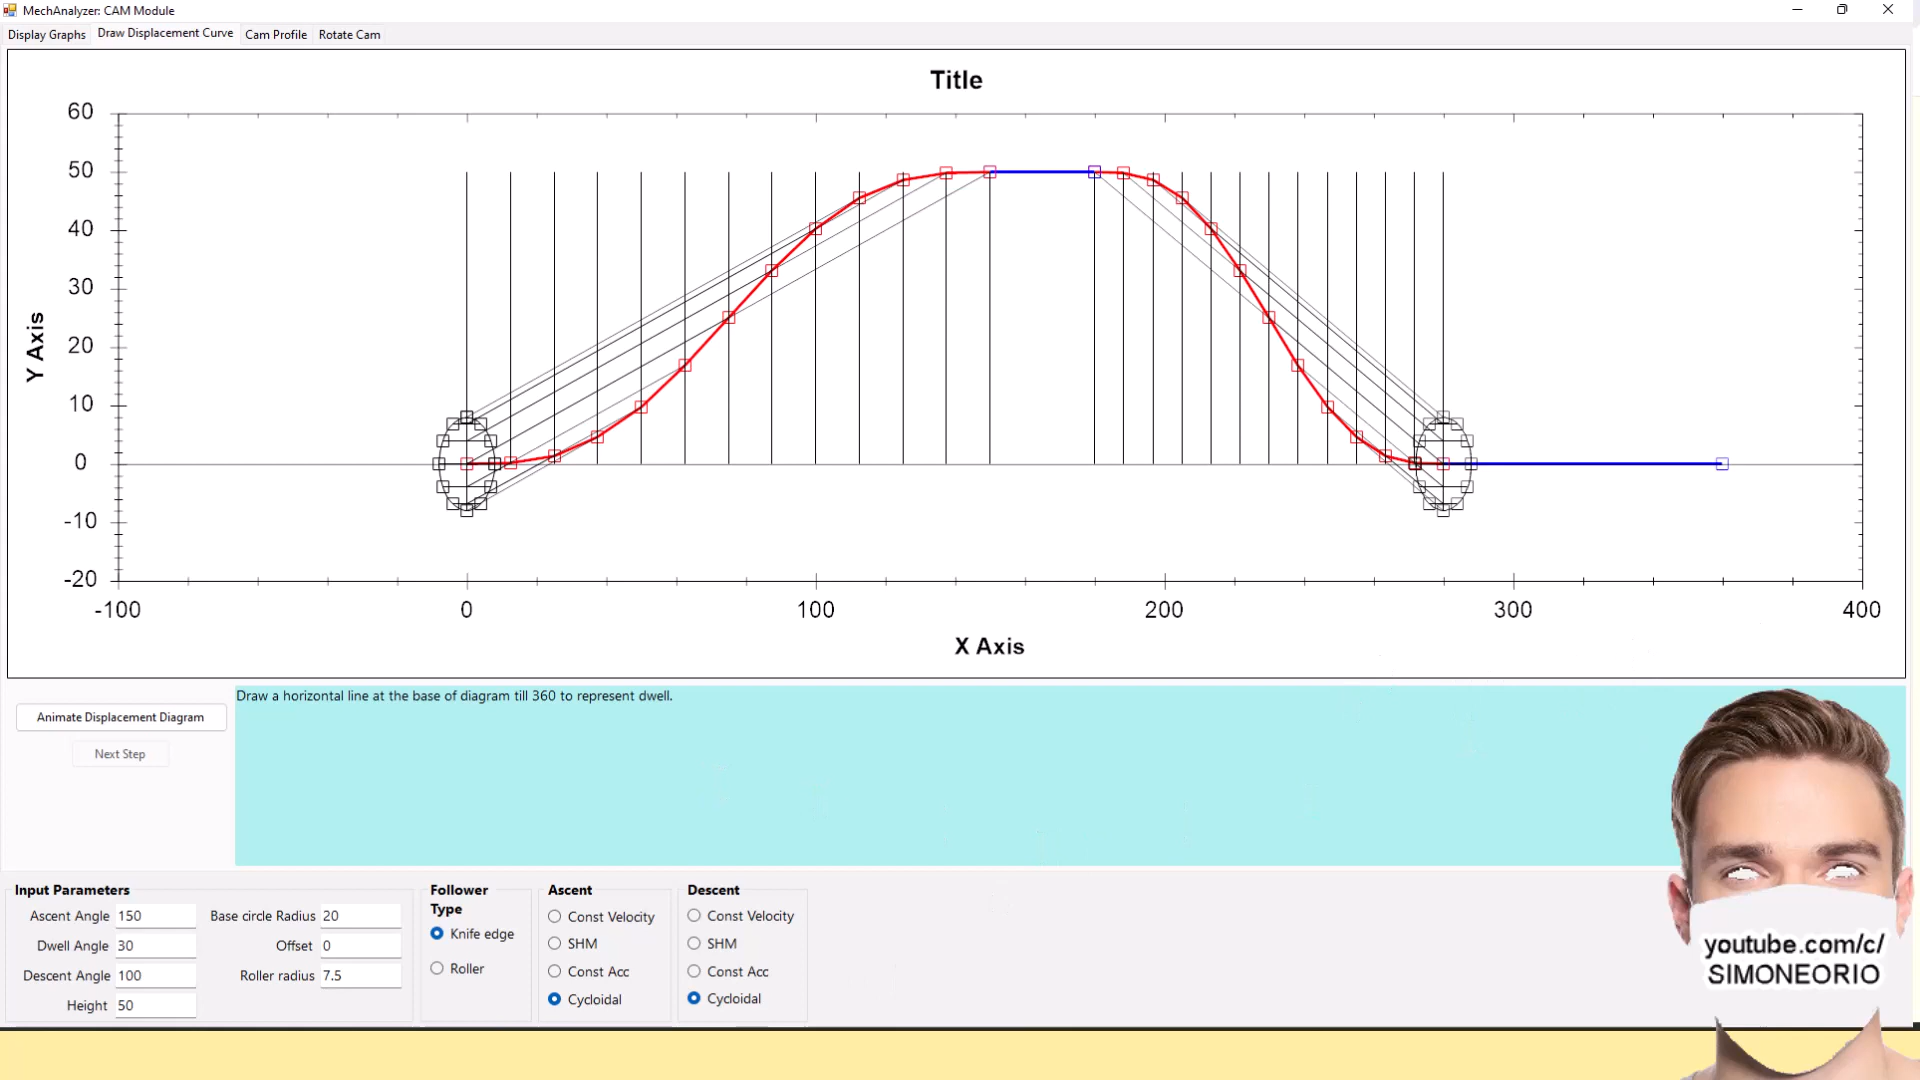 MechAnalyzer: CAM Module
Display Graphs Draw Displacement Curve Cam Profile Rotate Cam
Title
60
50
40
30
20
10
0
-10
-20
Y Axis
-100 0 100 200 300 400
X Axis
Animate Displacement Diagram
Next Step
Draw a horizontal line at the base of diagram till 360 to represent dwell.
Input Parameters
Ascent Angle 150 Base circle Radius 20
Dwell Angle 30 Offset 0
Descent Angle 100 Roller radius 7.5
Height 50
Follower
Type
Knife edge
Roller
Ascent
Const Velocity
SHM
Const Acc
Cycloidal
Descent
Const Velocity
SHM
Const Acc
Cycloidal
youtube.com/c/
SIMONEORIO